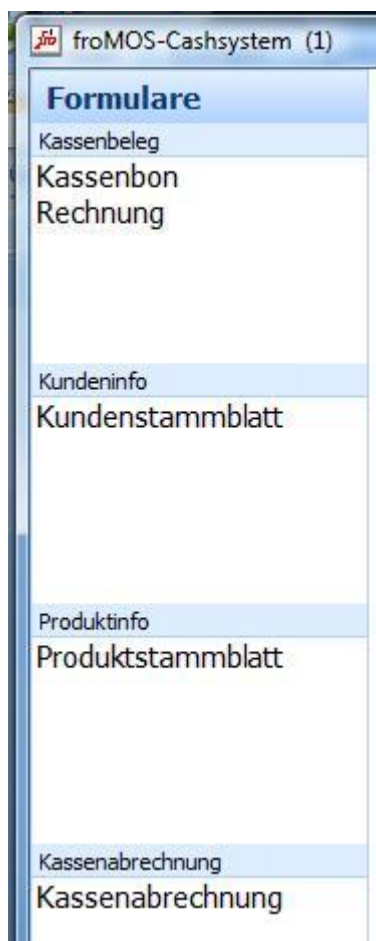 froMOS-Cashsystem (1)
Formulare
Kassenbeleg
Kassenbon
Rechnung
Kundeninfo
Kundenstammblatt
Produktinfo
Produktstammblatt
Kassenabrechnung
Kassenabrechnung